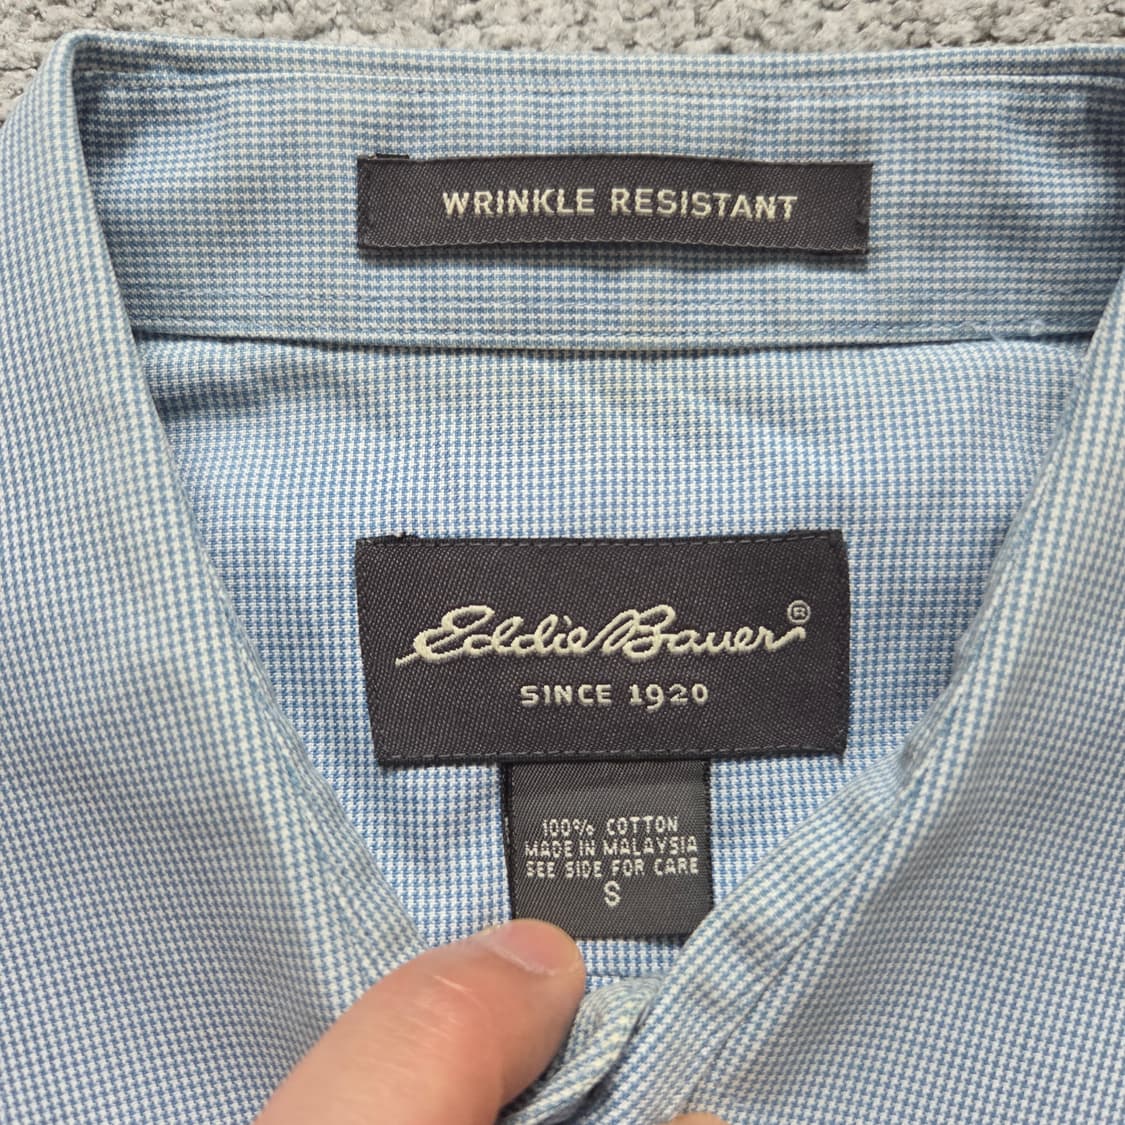 WRINKLE RESISTANT
Eddie Bauer®
SINCE 1920
100% COTTON
MADE IN MALAYSIA
SEE SIDE FOR CARE
S